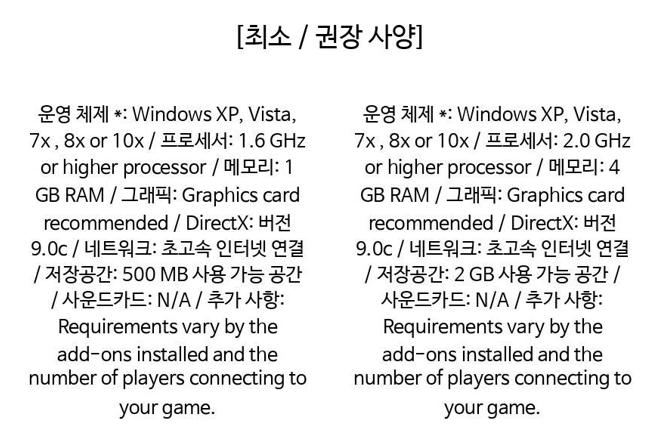 [최소 / 권장 사양]
운영 체제 *: Windows XP, Vista,
7x , 8x or 10x / 프로세서: 1.6 GHz
or higher processor / 메모리: 1
GB RAM / 그래픽: Graphics card
recommended / DirectX: 버전
9.0c / 네트워크: 초고속 인터넷 연결
/ 저장공간: 500 MB 사용 가능 공간
/ 사운드카드: N/A / 추가 사항:
Requirements vary by the
add-ons installed and the
number of players connecting to
your game.
운영 체제 *: Windows XP, Vista,
7x , 8x or 10x / 프로세서: 2.0 GHz
or higher processor / 메모리: 4
GB RAM / 그래픽: Graphics card
recommended / DirectX: 버전
9.0c / 네트워크: 초고속 인터넷 연결
/ 저장공간: 2 GB 사용 가능 공간 /
사운드카드: N/A / 추가 사항:
Requirements vary by the
add-ons installed and the
number of players connecting to
your game.